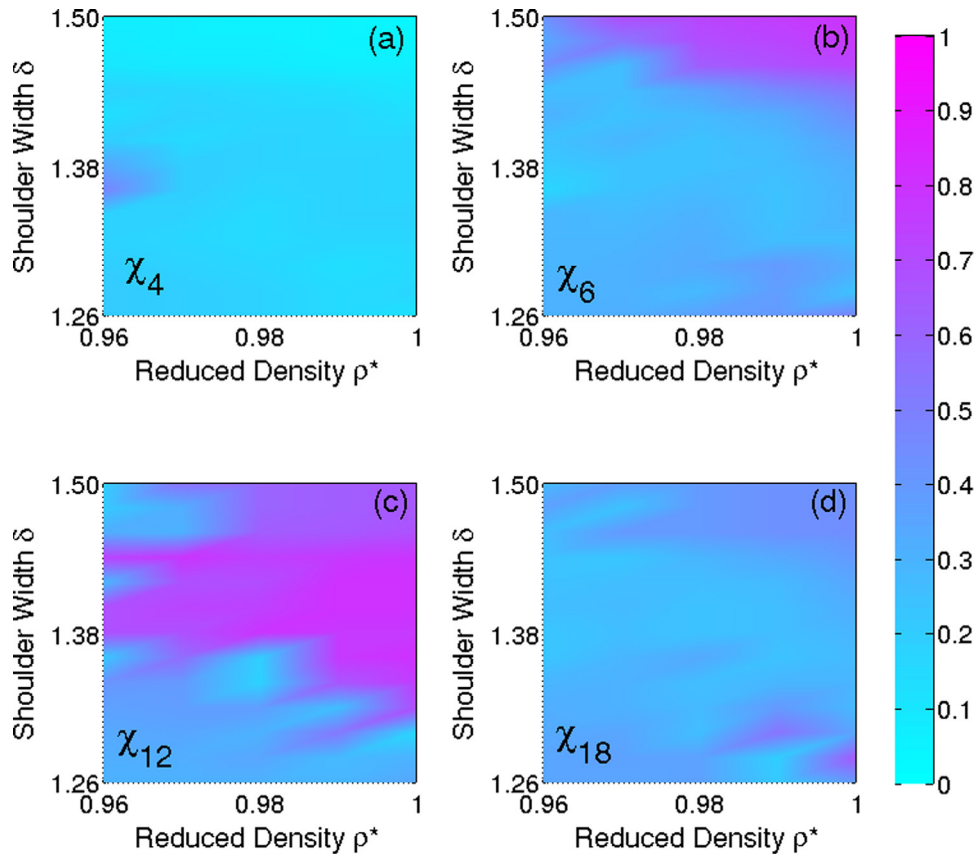 (a)
1.50
1.38
1.26
Shoulder Width δ
χ4
0.96
0.98
1
Reduced Density ρ*
(b)
1.50
1.38
1.26
Shoulder Width δ
χ6
0.96
0.98
1
Reduced Density ρ*
(c)
1.50
1.38
1.26
Shoulder Width δ
χ12
0.96
0.98
1
Reduced Density ρ*
(d)
1.50
1.38
1.26
Shoulder Width δ
χ18
0.96
0.98
1
Reduced Density ρ*
1
0.9
0.8
0.7
0.6
0.5
0.4
0.3
0.2
0.1
0